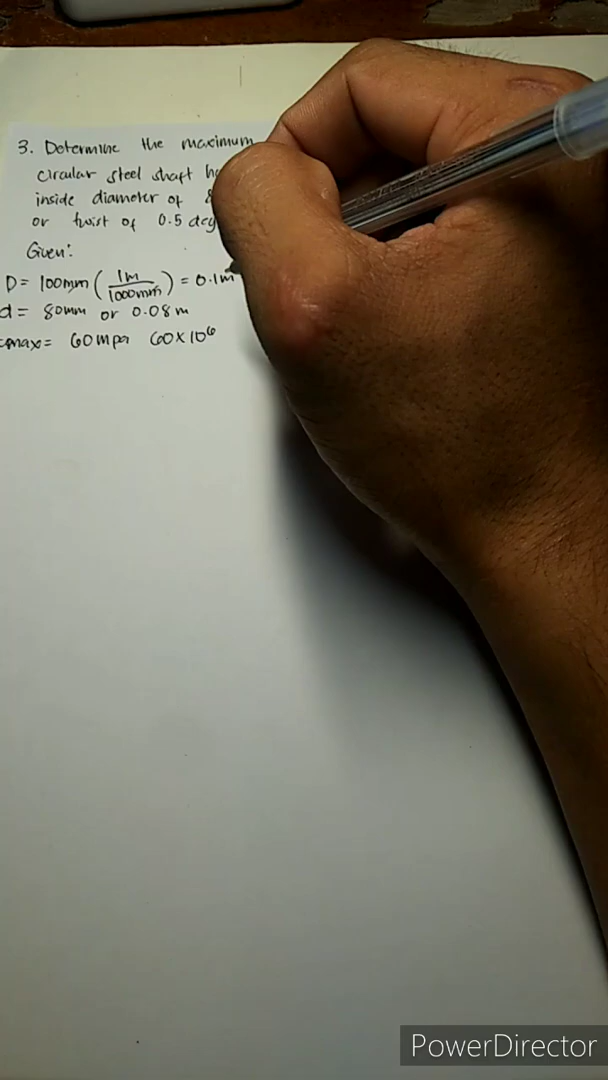 3. Determine the maximum
circular steel shaft
inside diameter of
or twist of 0.5 deg
Given:
D = 100mm (1m/1000mm) = 0.1m
d = 80mm or 0.08m
max = 60mpa 60x10⁶
PowerDirector